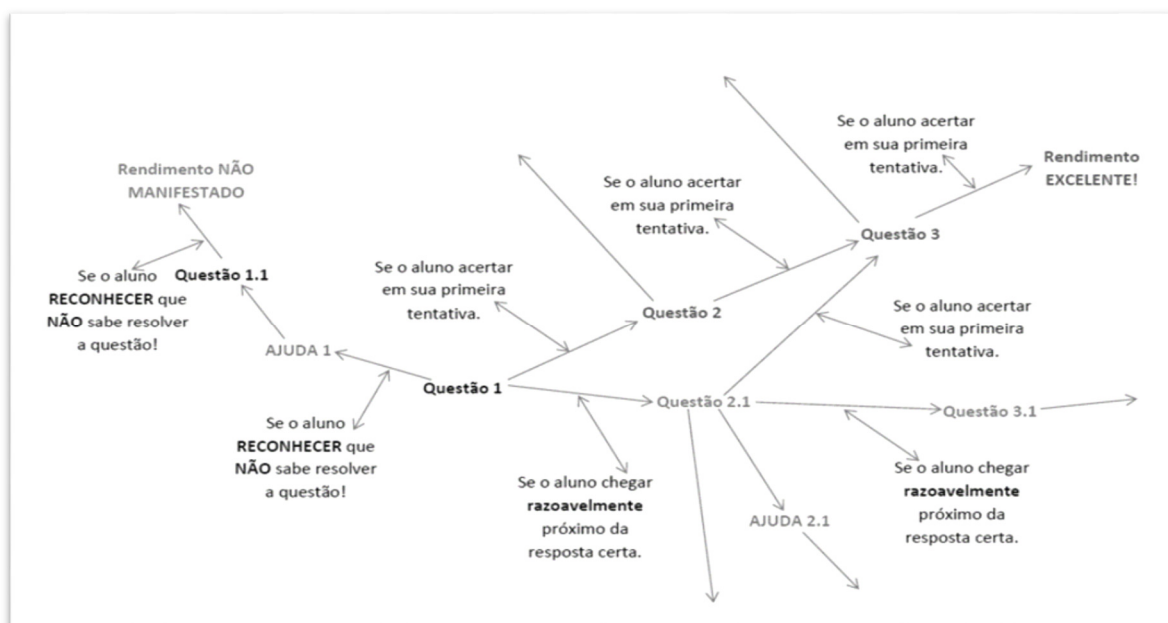 Se o aluno acertar
em sua primeira
tentativa.
Rendimento
EXCELENTE!
Rendimento NÃO
MANIFESTADO
Se o aluno acertar
em sua primeira
tentativa.
Questão 3
Se o aluno
RECONHECER que
NÃO sabe resolver
a questão!
Questão 1.1
Se o aluno acertar
em sua primeira
tentativa.
Questão 2
Se o aluno acertar
em sua primeira
tentativa.
AJUDA 1
Questão 1
Questão 2.1
Questão 3.1
Se o aluno
RECONHECER que
NÃO sabe resolver
a questão!
Se o aluno chegar
razoavelmente
próximo da
resposta certa.
AJUDA 2.1
Se o aluno chegar
razoavelmente
próximo da
resposta certa.